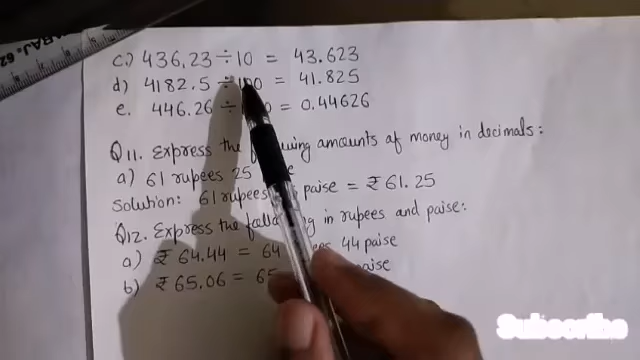 c.) 436.23 ÷ 10 = 43.623
d) 4182.5 ÷ 100 = 41.825
e. 446.26 ÷ = 0.44626
Q11. Express the amounts of money in decimals:
a) 61 rupees 25
Solution: 61 rupees paise = ₹ 61.25
Q12. Express the following in rupees and paise:
a) ₹ 64.44 = 64 44 paise
b) ₹ 65.06 = 65 paise
Subscribe